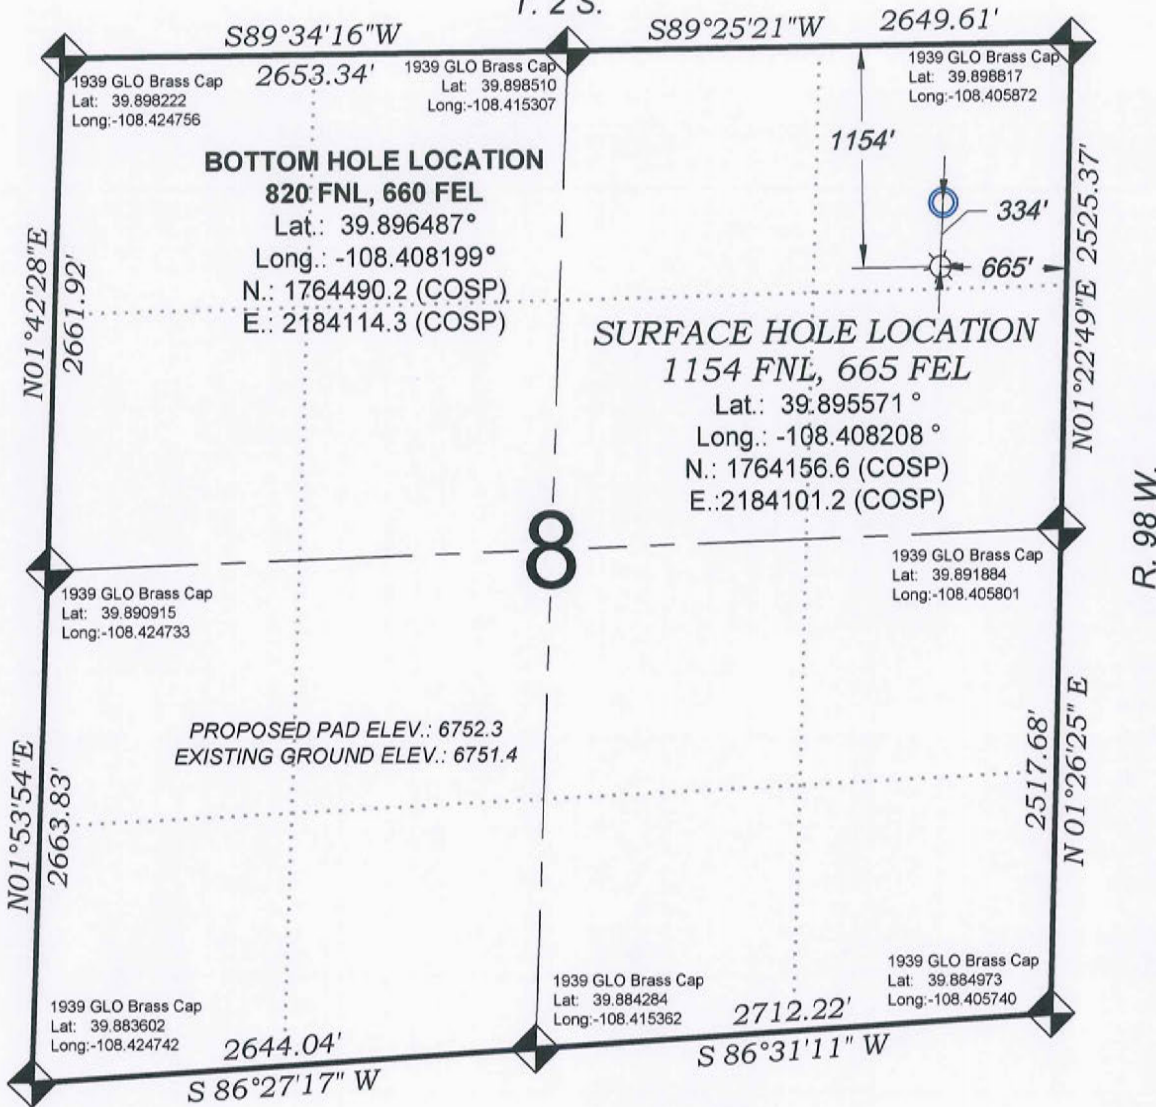 T. 2 S.
S89°34'16"W
S89°25'21"W
2649.61'
2653.34'
1939 GLO Brass Cap
Lat: 39.898222
Long:-108.424756
1939 GLO Brass Cap
Lat: 39.898510
Long:-108.415307
1939 GLO Brass Cap
Lat: 39.898817
Long:-108.405872
1154'
334'
665'
BOTTOM HOLE LOCATION
820 FNL, 660 FEL
Lat.: 39.896487°
Long.: -108.408199°
N.: 1764490.2 (COSP)
E.: 2184114.3 (COSP)
N01°42'28"E
2661.92'
N01°22'49"E 2525.37'
SURFACE HOLE LOCATION
1154 FNL, 665 FEL
Lat.: 39.895571 °
Long.: -108.408208 °
N.: 1764156.6 (COSP)
E.:2184101.2 (COSP)
R. 98 W.
8
1939 GLO Brass Cap
Lat: 39.890915
Long:-108.424733
1939 GLO Brass Cap
Lat: 39.891884
Long:-108.405801
PROPOSED PAD ELEV.: 6752.3
EXISTING GROUND ELEV.: 6751.4
N01°53'54"E
2663.83'
2517.68'
N 01°26'25" E
1939 GLO Brass Cap
Lat: 39.883602
Long:-108.424742
1939 GLO Brass Cap
Lat: 39.884284
Long:-108.415362
1939 GLO Brass Cap
Lat: 39.884973
Long:-108.405740
2644.04'
S 86°27'17" W
2712.22'
S 86°31'11" W